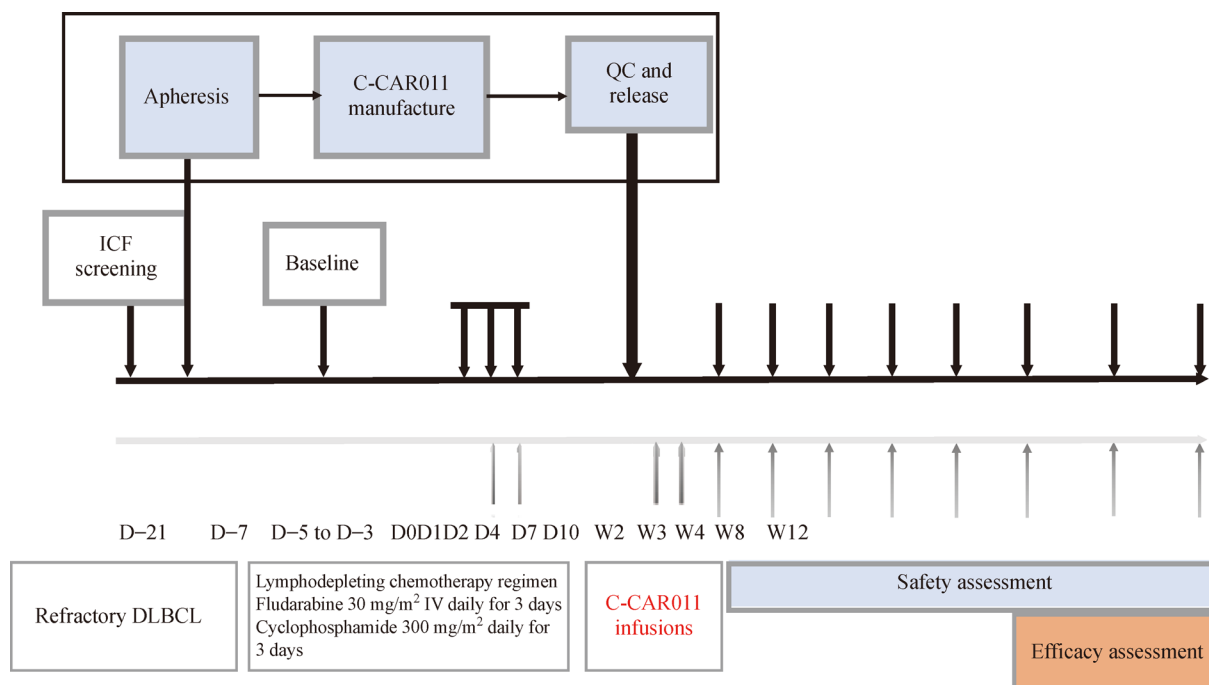 Apheresis
C-CAR011
manufacture
QC and
release
ICF
screening
Baseline
D−21 D−7 D−5 to D−3 D0D1D2 D4 D7 D10 W2 W3 W4 W8 W12
Refractory DLBCL
Lymphodepleting chemotherapy regimen
Fludarabine 30 mg/m² IV daily for 3 days
Cyclophosphamide 300 mg/m² daily for
3 days
C-CAR011
infusions
Safety assessment
Efficacy assessment